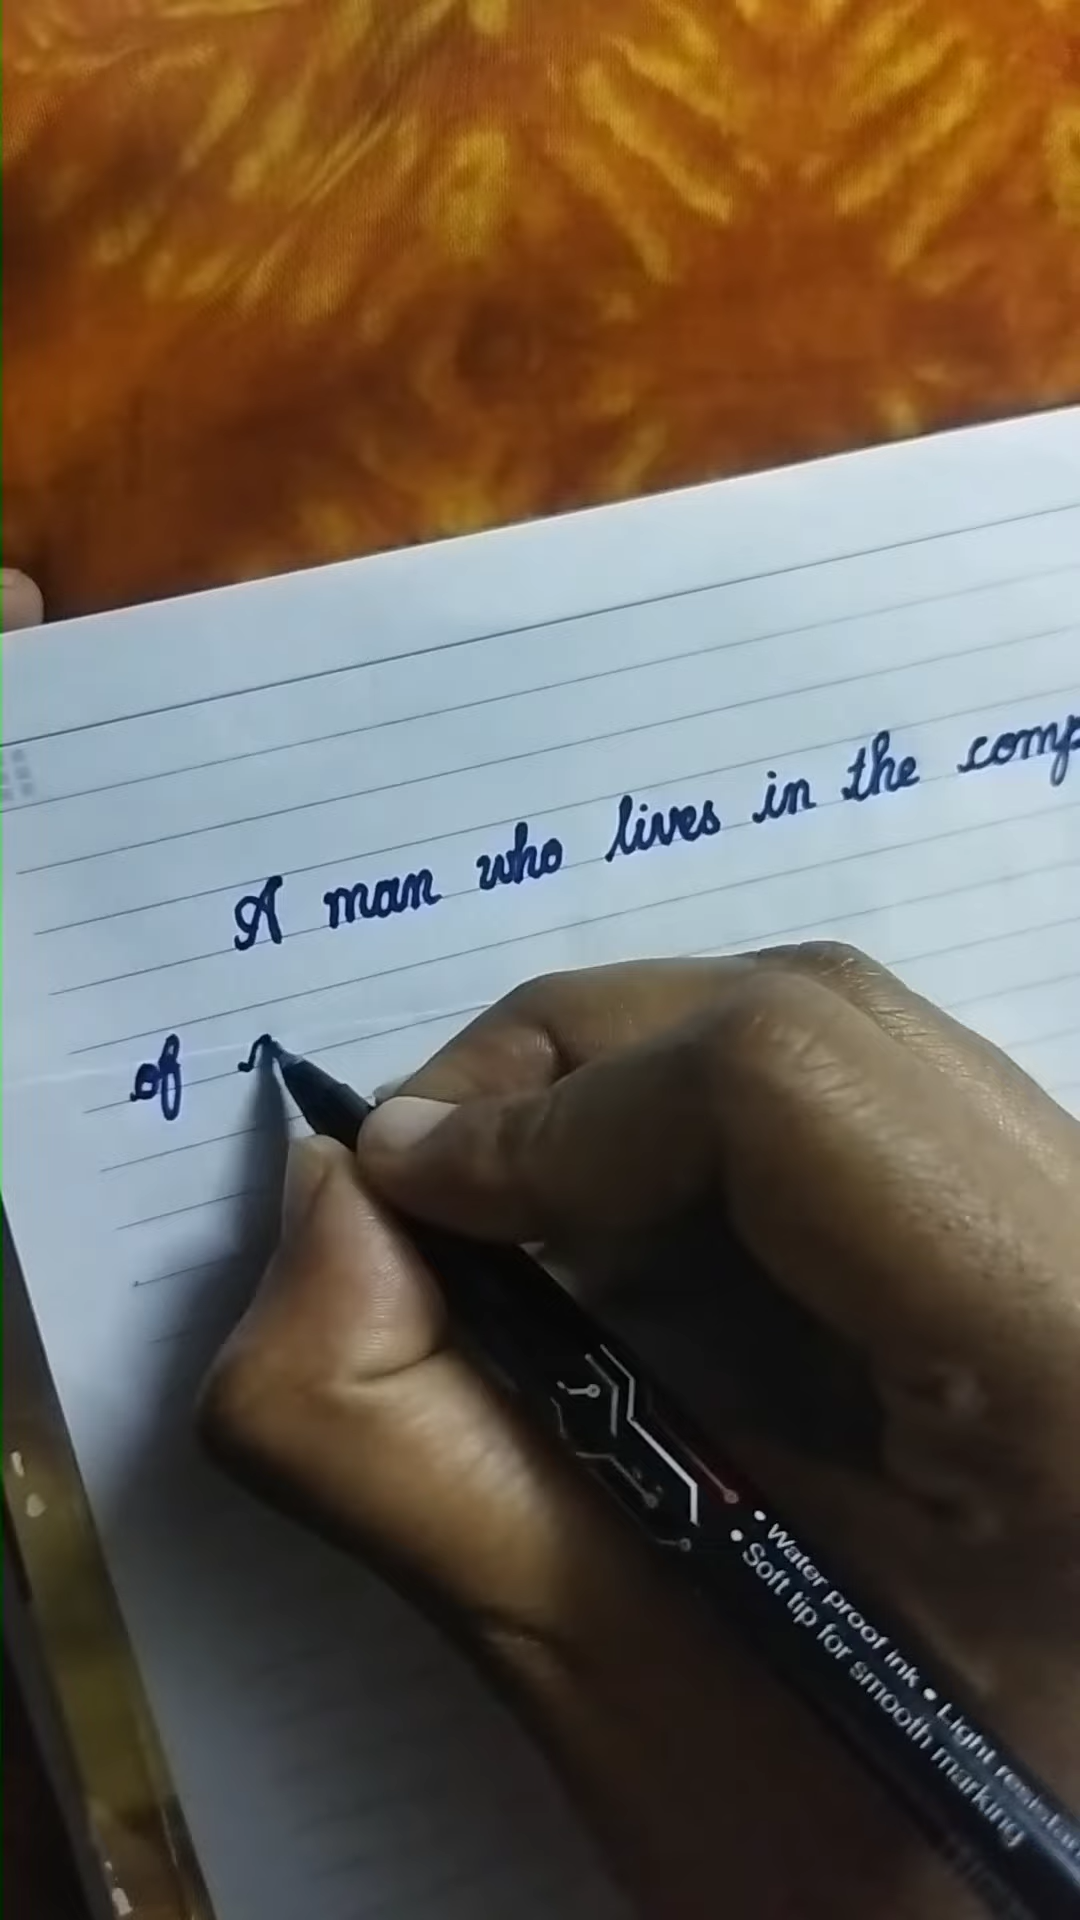 A man who lives in the comp
of
• Water proof ink • Light resista
• Soft tip for smooth marking